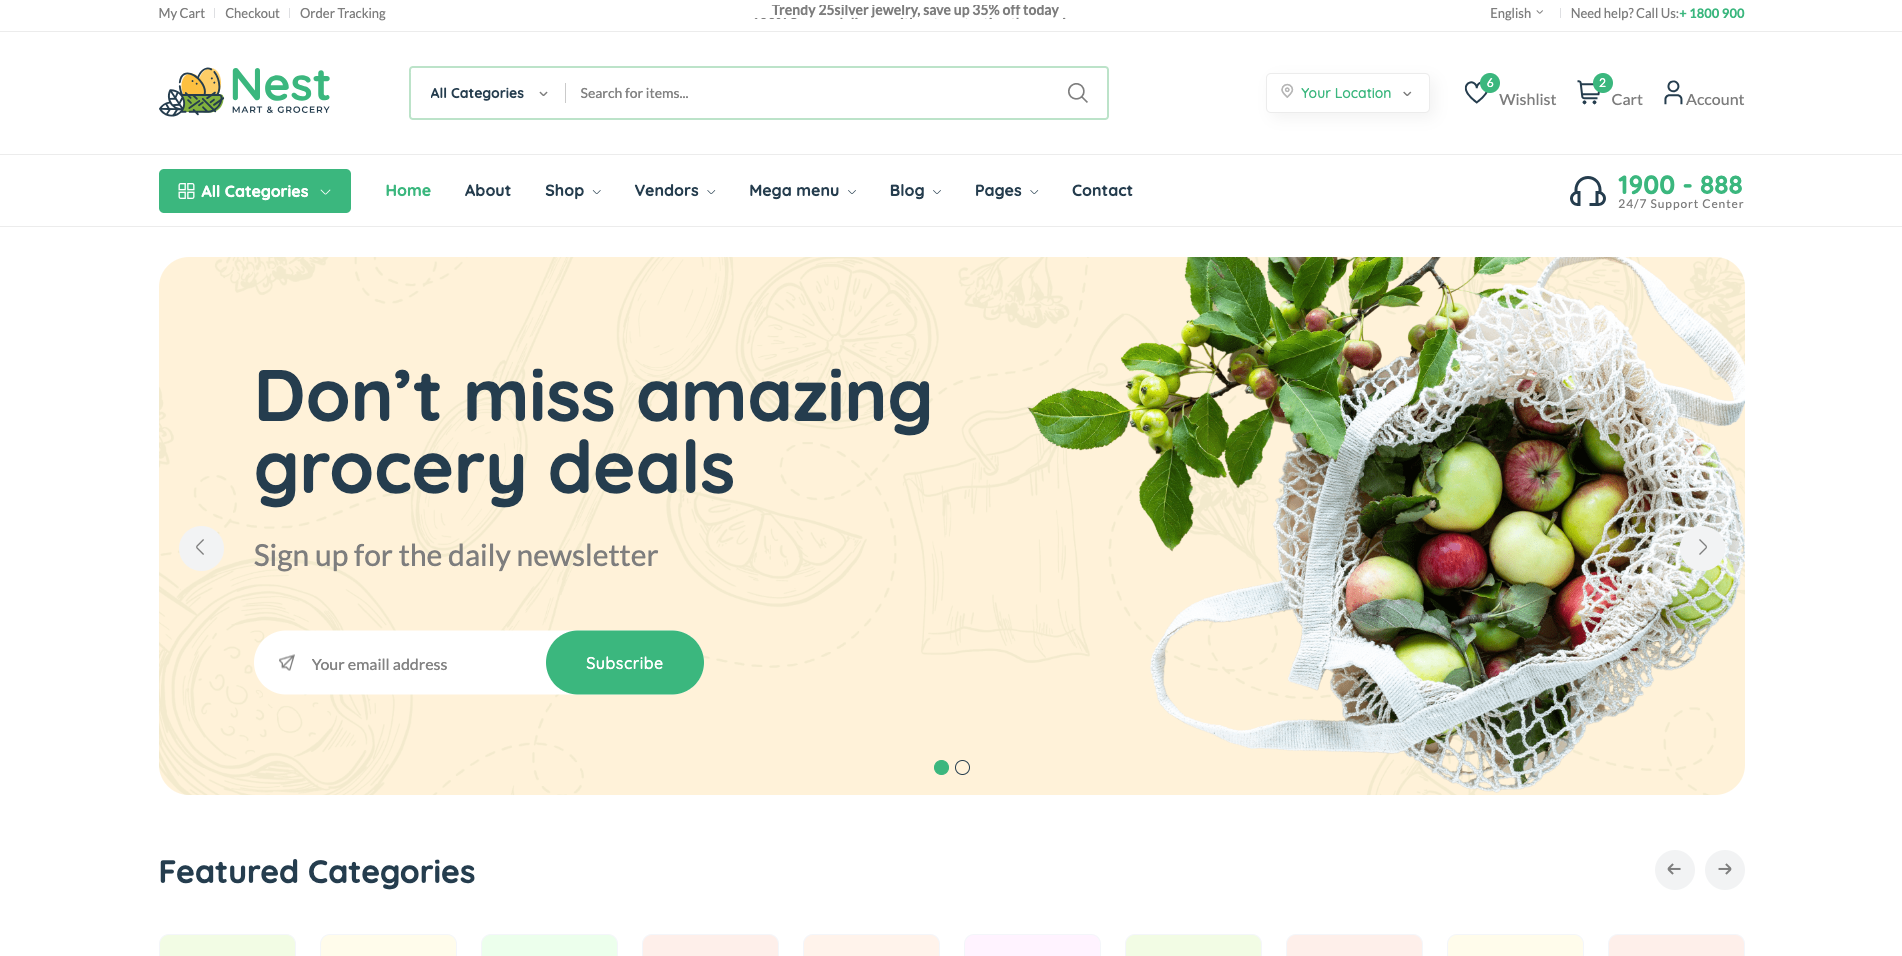 My Cart
Checkout
Order Tracking
Trendy 25silver jewelry, save up 35% off today
English
Need help? Call Us:+ 1800 900
Nest
MART & GROCERY
All Categories
Search for items...
Your Location
6
Wishlist
2
Cart
Account
All Categories
Home
About
Shop
Vendors
Mega menu
Blog
Pages
Contact
1900 - 888
24/7 Support Center
Don’t miss amazing
grocery deals
Sign up for the daily newsletter
Your emaill address
Subscribe
Featured Categories